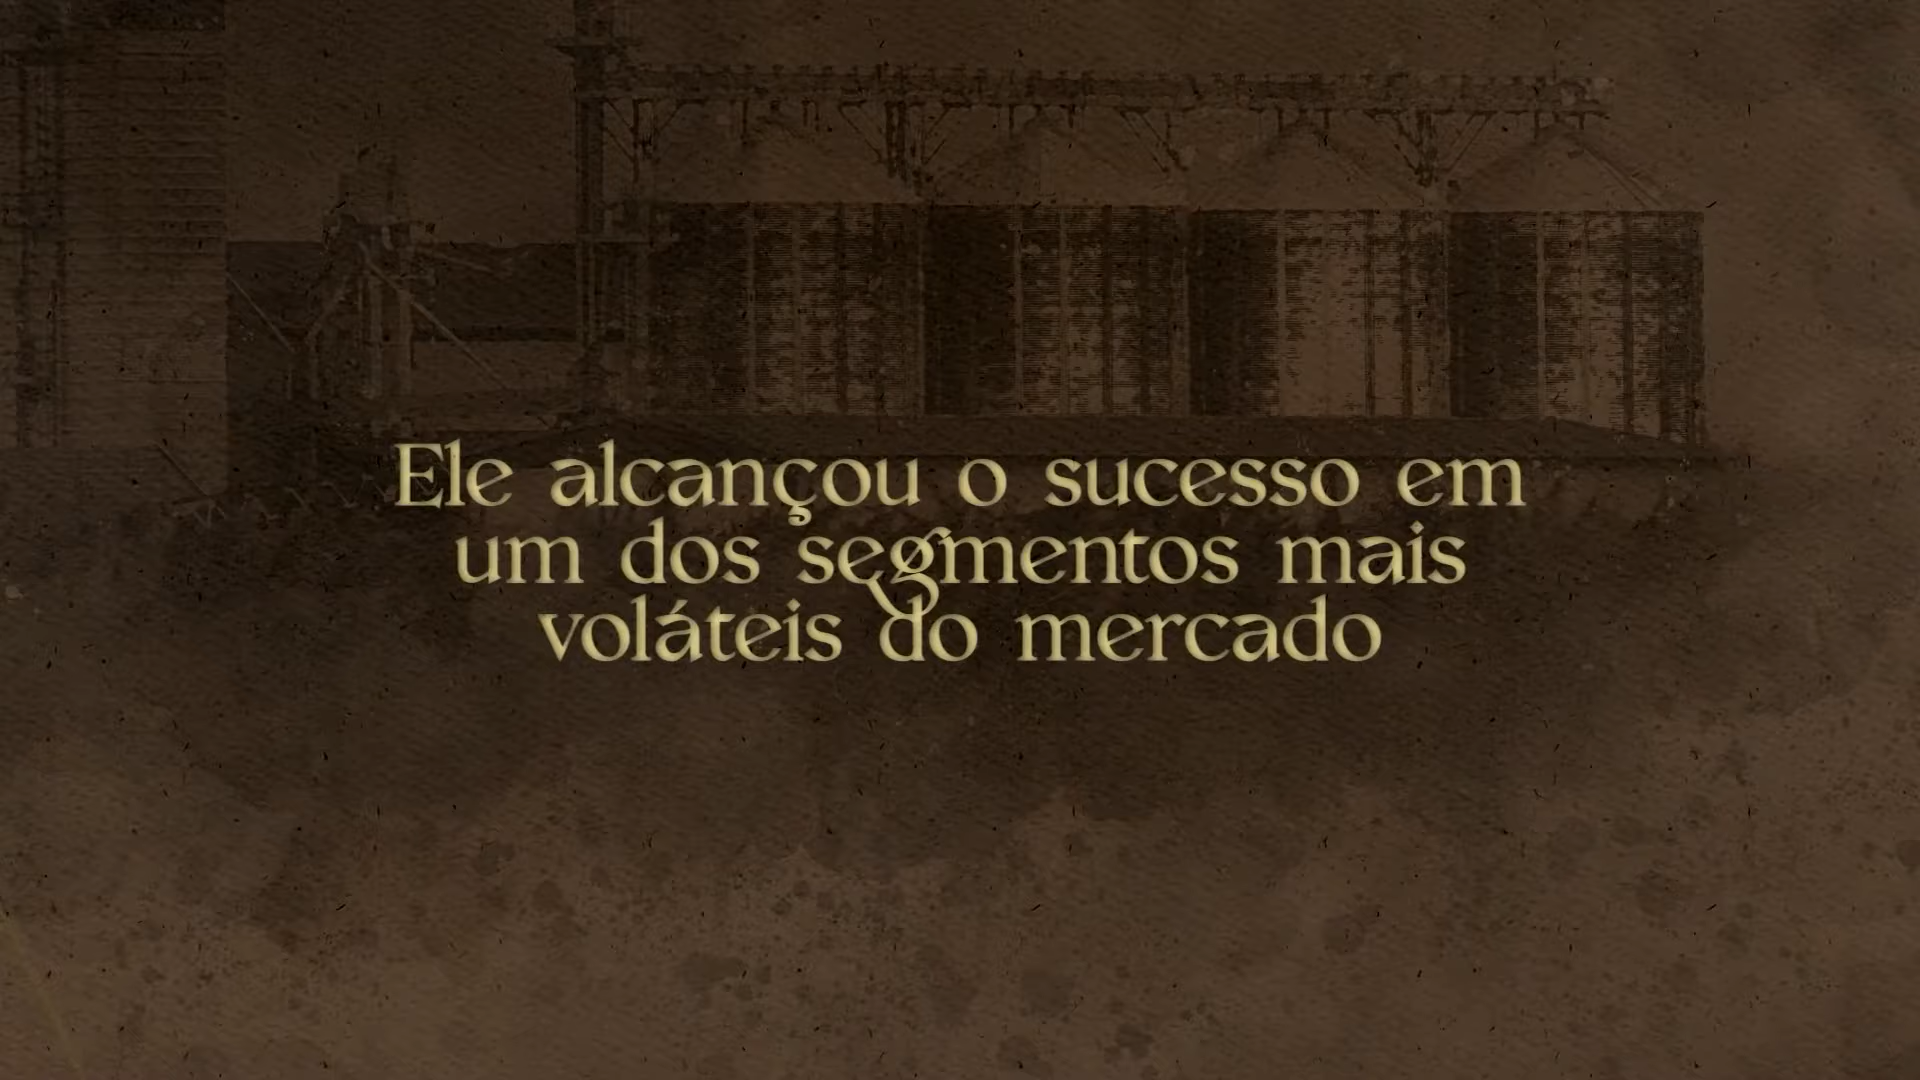 Ele alcançou o sucesso em
um dos segmentos mais
voláteis do mercado